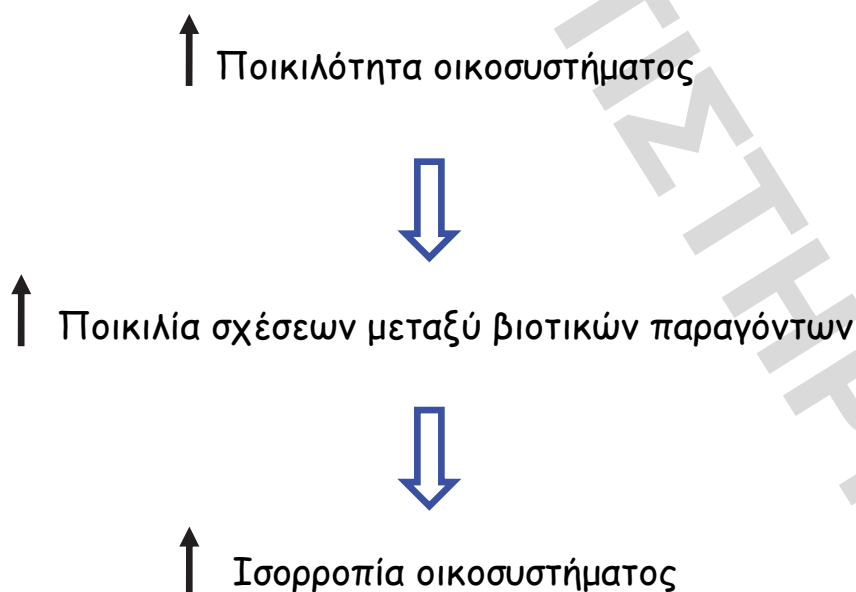 Ποικιλότητα οικοσυστήματος
Ποικιλία σχέσεων μεταξύ βιοτικών παραγόντων
Ισορροπία οικοσυστήματος